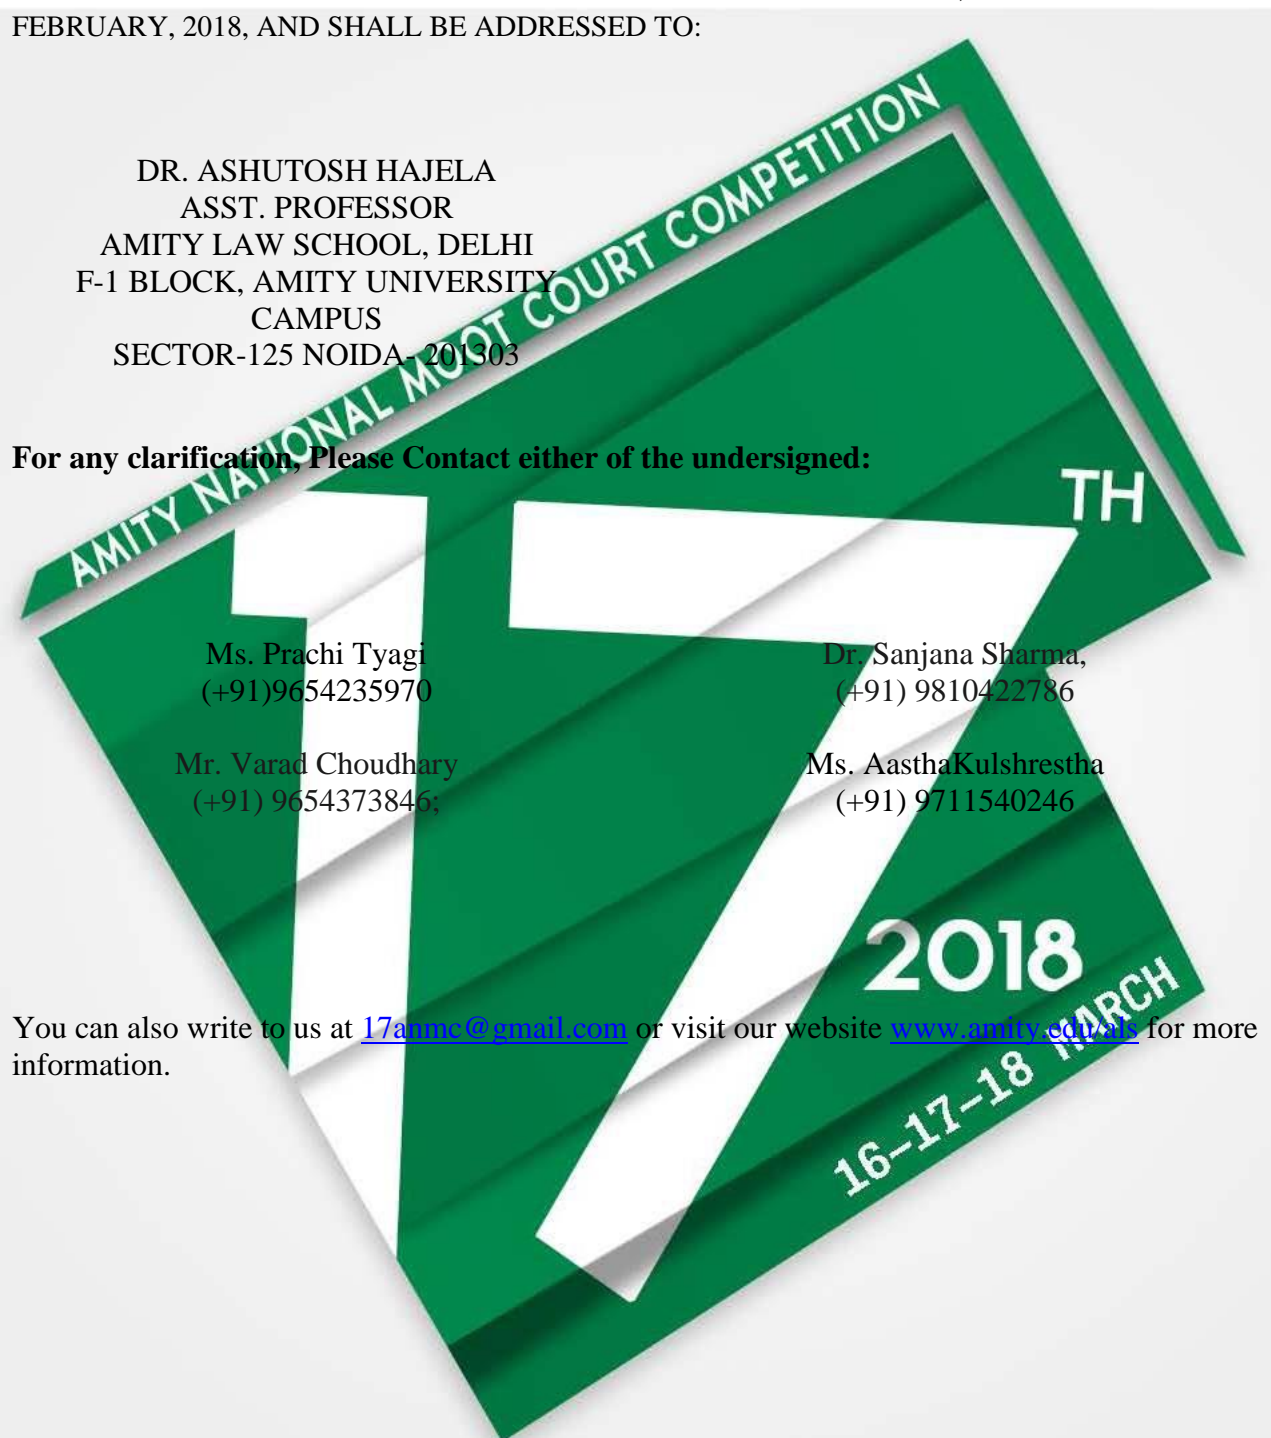 FEBRUARY, 2018, AND SHALL BE ADDRESSED TO:
DR. ASHUTOSH HAJELA
ASST. PROFESSOR
AMITY LAW SCHOOL, DELHI
F-1 BLOCK, AMITY UNIVERSITY
CAMPUS
SECTOR-125 NOIDA- 201303
AMITY NATIONAL MOOT COURT COMPETITION
For any clarification, Please Contact either of the undersigned:
17
TH
Ms. Prachi Tyagi
(+91)9654235970
Dr. Sanjana Sharma,
(+91) 9810422786
Mr. Varad Choudhary
(+91) 9654373846;
Ms. AasthaKulshrestha
(+91) 9711540246
2018
16-17-18 MARCH
You can also write to us at 17anmc@gmail.com or visit our website www.amity.edu/als for more
information.